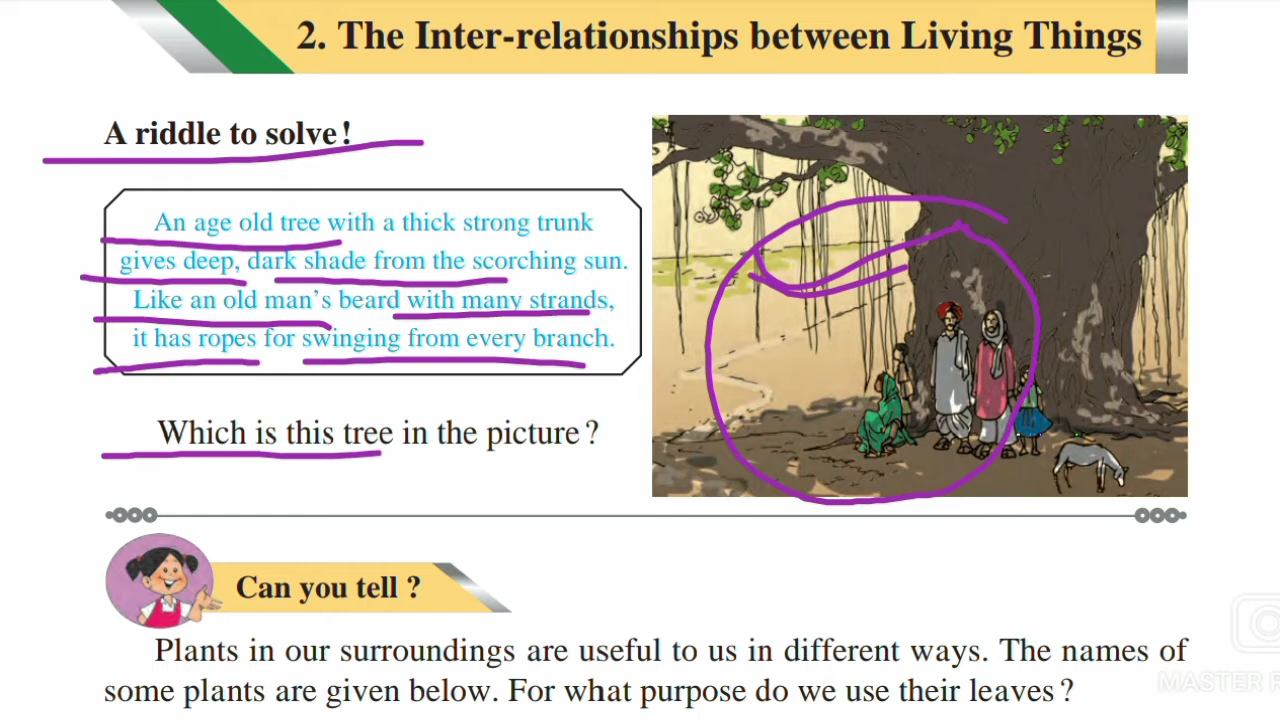 2. The Inter-relationships between Living Things
A riddle to solve!
An age old tree with a thick strong trunk
gives deep, dark shade from the scorching sun.
Like an old man's beard with many strands,
it has ropes for swinging from every branch.
Which is this tree in the picture?
Can you tell ?
Plants in our surroundings are useful to us in different ways. The names of
some plants are given below. For what purpose do we use their leaves?
MASTER